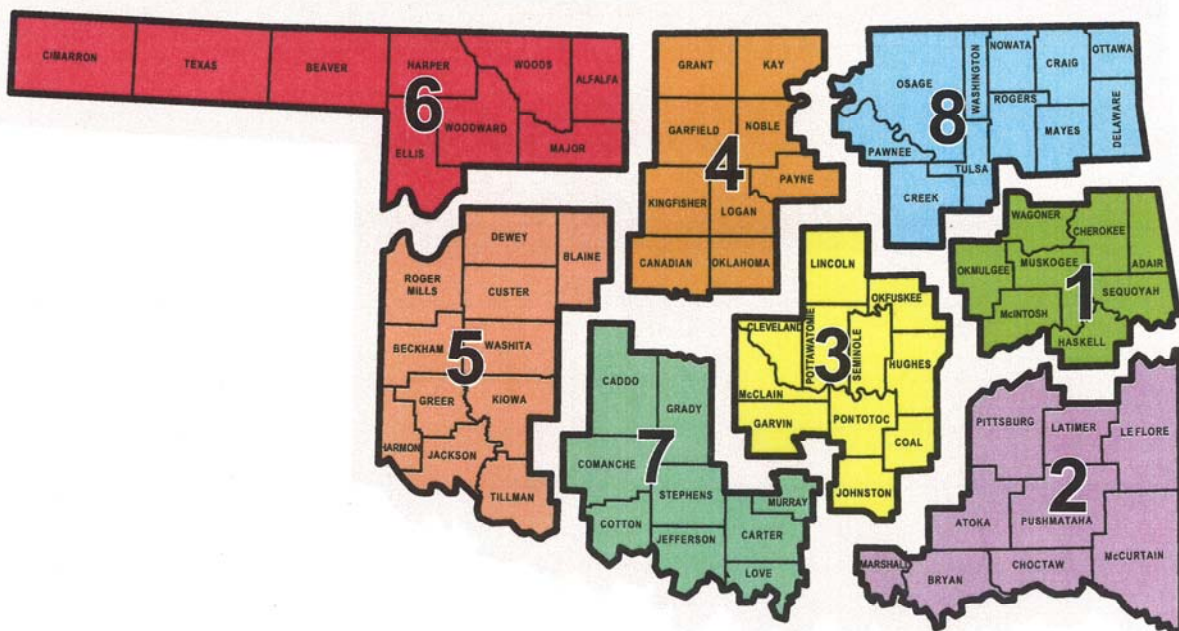 CIMARRON
TEXAS
BEAVER
HARPER
WOODS
ALFALFA
6
WOODWARD
ELLIS
MAJOR
GRANT
KAY
GARFIELD
NOBLE
4
PAYNE
KINGFISHER
LOGAN
CANADIAN
OKLAHOMA
OSAGE
WASHINGTON
NOWATA
CRAIG
OTTAWA
ROGERS
8
MAYES
DELAWARE
PAWNEE
TULSA
CREEK
WAGONER
CHEROKEE
MUSKOGEE
ADAIR
OKMULGEE
1
SEQUOYAH
McINTOSH
HASKELL
DEWEY
BLAINE
ROGER
MILLS
CUSTER
BECKHAM
WASHITA
5
GREER
KIOWA
HARMON
JACKSON
TILLMAN
LINCOLN
OKFUSKEE
CLEVELAND
POTTAWATOMIE
SEMINOLE
3
HUGHES
McCLAIN
GARVIN
PONTOTOC
COAL
JOHNSTON
CADDO
GRADY
7
COMANCHE
STEPHENS
MURRAY
COTTON
JEFFERSON
CARTER
LOVE
PITTSBURG
LATIMER
LEFLORE
2
ATOKA
PUSHMATAHA
McCURTAIN
MARSHALL
BRYAN
CHOCTAW